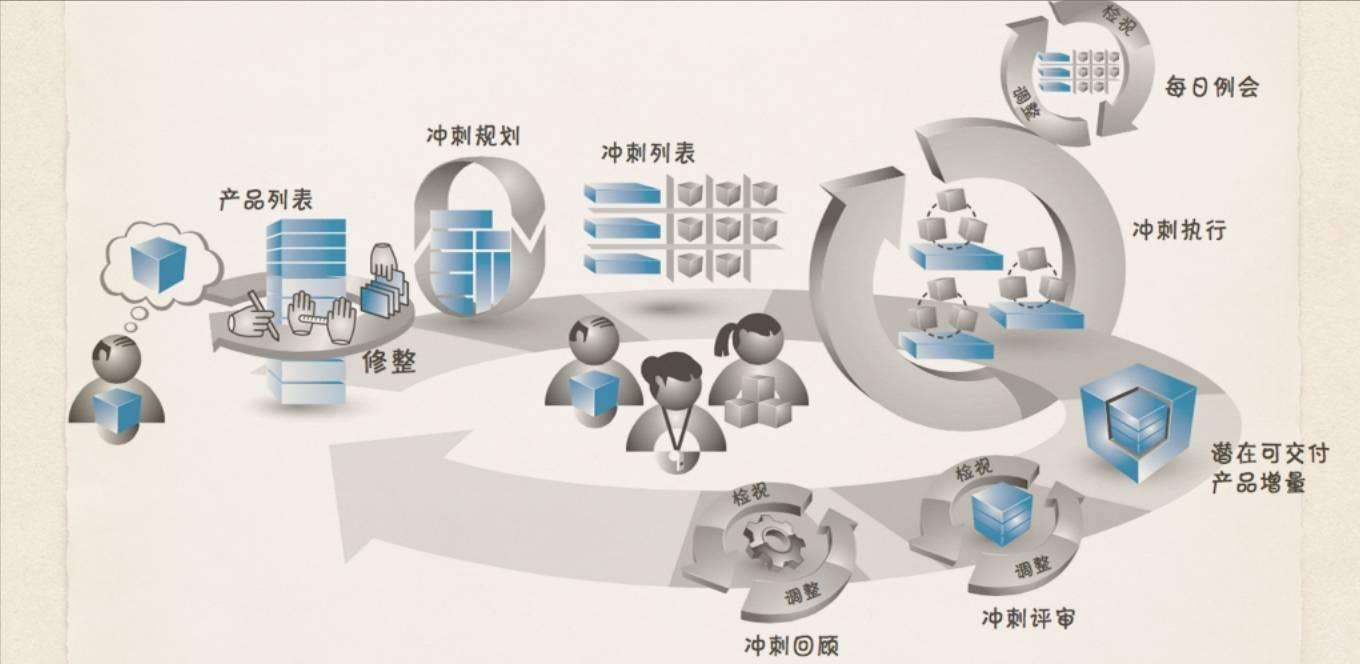 检视
调整
每日例会
冲刺规划
冲刺列表
产品列表
冲刺执行
修整
潜在可交付
产品增量
检视
调整
冲刺评审
检视
调整
冲刺回顾